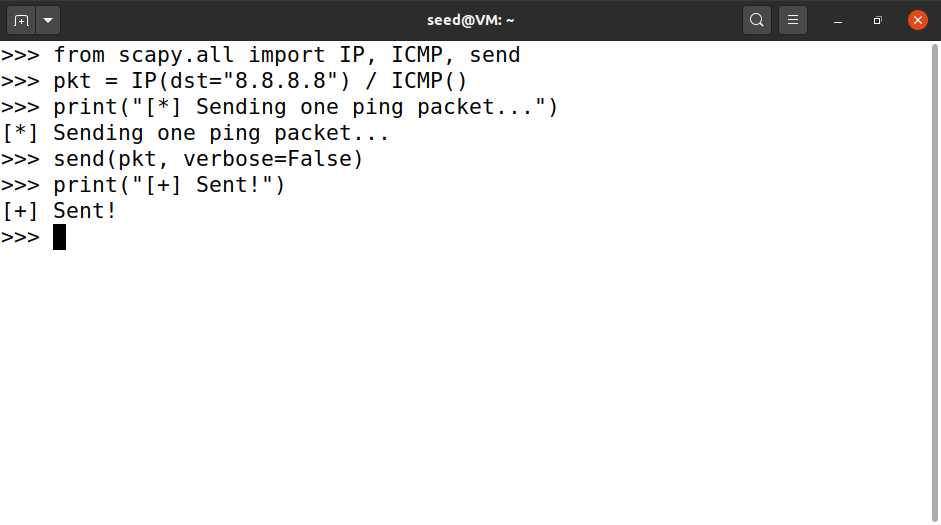 seed@VM: ~
>>> from scapy.all import IP, ICMP, send
>>> pkt = IP(dst="8.8.8.8") / ICMP()
>>> print("[*] Sending one ping packet...")
[*] Sending one ping packet...
>>> send(pkt, verbose=False)
>>> print("[+] Sent!")
[+] Sent!
>>>